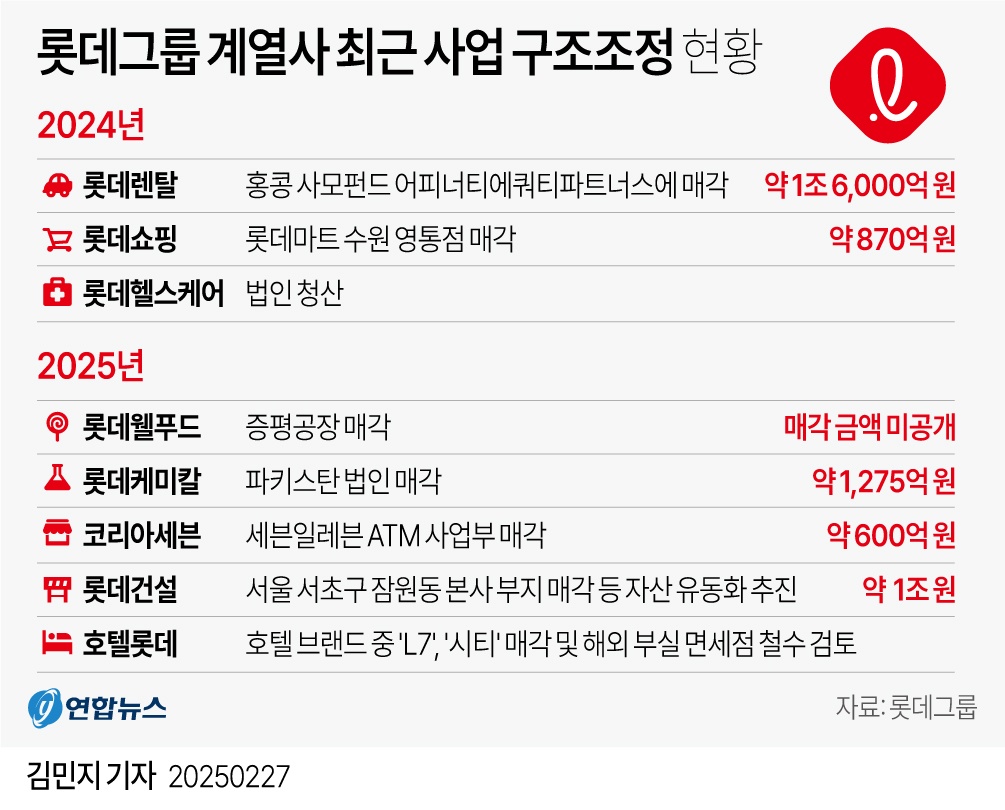 롯데그룹 계열사 최근 사업 구조조정 현황
2024년
롯데렌탈 홍콩 사모펀드 어피너티에쿼티파트너스에 매각 약 1조 6,000억 원
롯데쇼핑 롯데마트 수원 영통점 매각 약 870억 원
롯데헬스케어 법인 청산
2025년
롯데웰푸드 증평공장 매각 매각 금액 미공개
롯데케미칼 파키스탄 법인 매각 약 1,275억 원
코리아세븐 세븐일레븐 ATM 사업부 매각 약 600억 원
롯데건설 서울 서초구 잠원동 본사 부지 매각 등 자산 유동화 추진 약 1조 원
호텔롯데 호텔 브랜드 중 'L7', '시티' 매각 및 해외 부실 면세점 철수 검토
연합뉴스 자료: 롯데그룹
김민지 기자 20250227